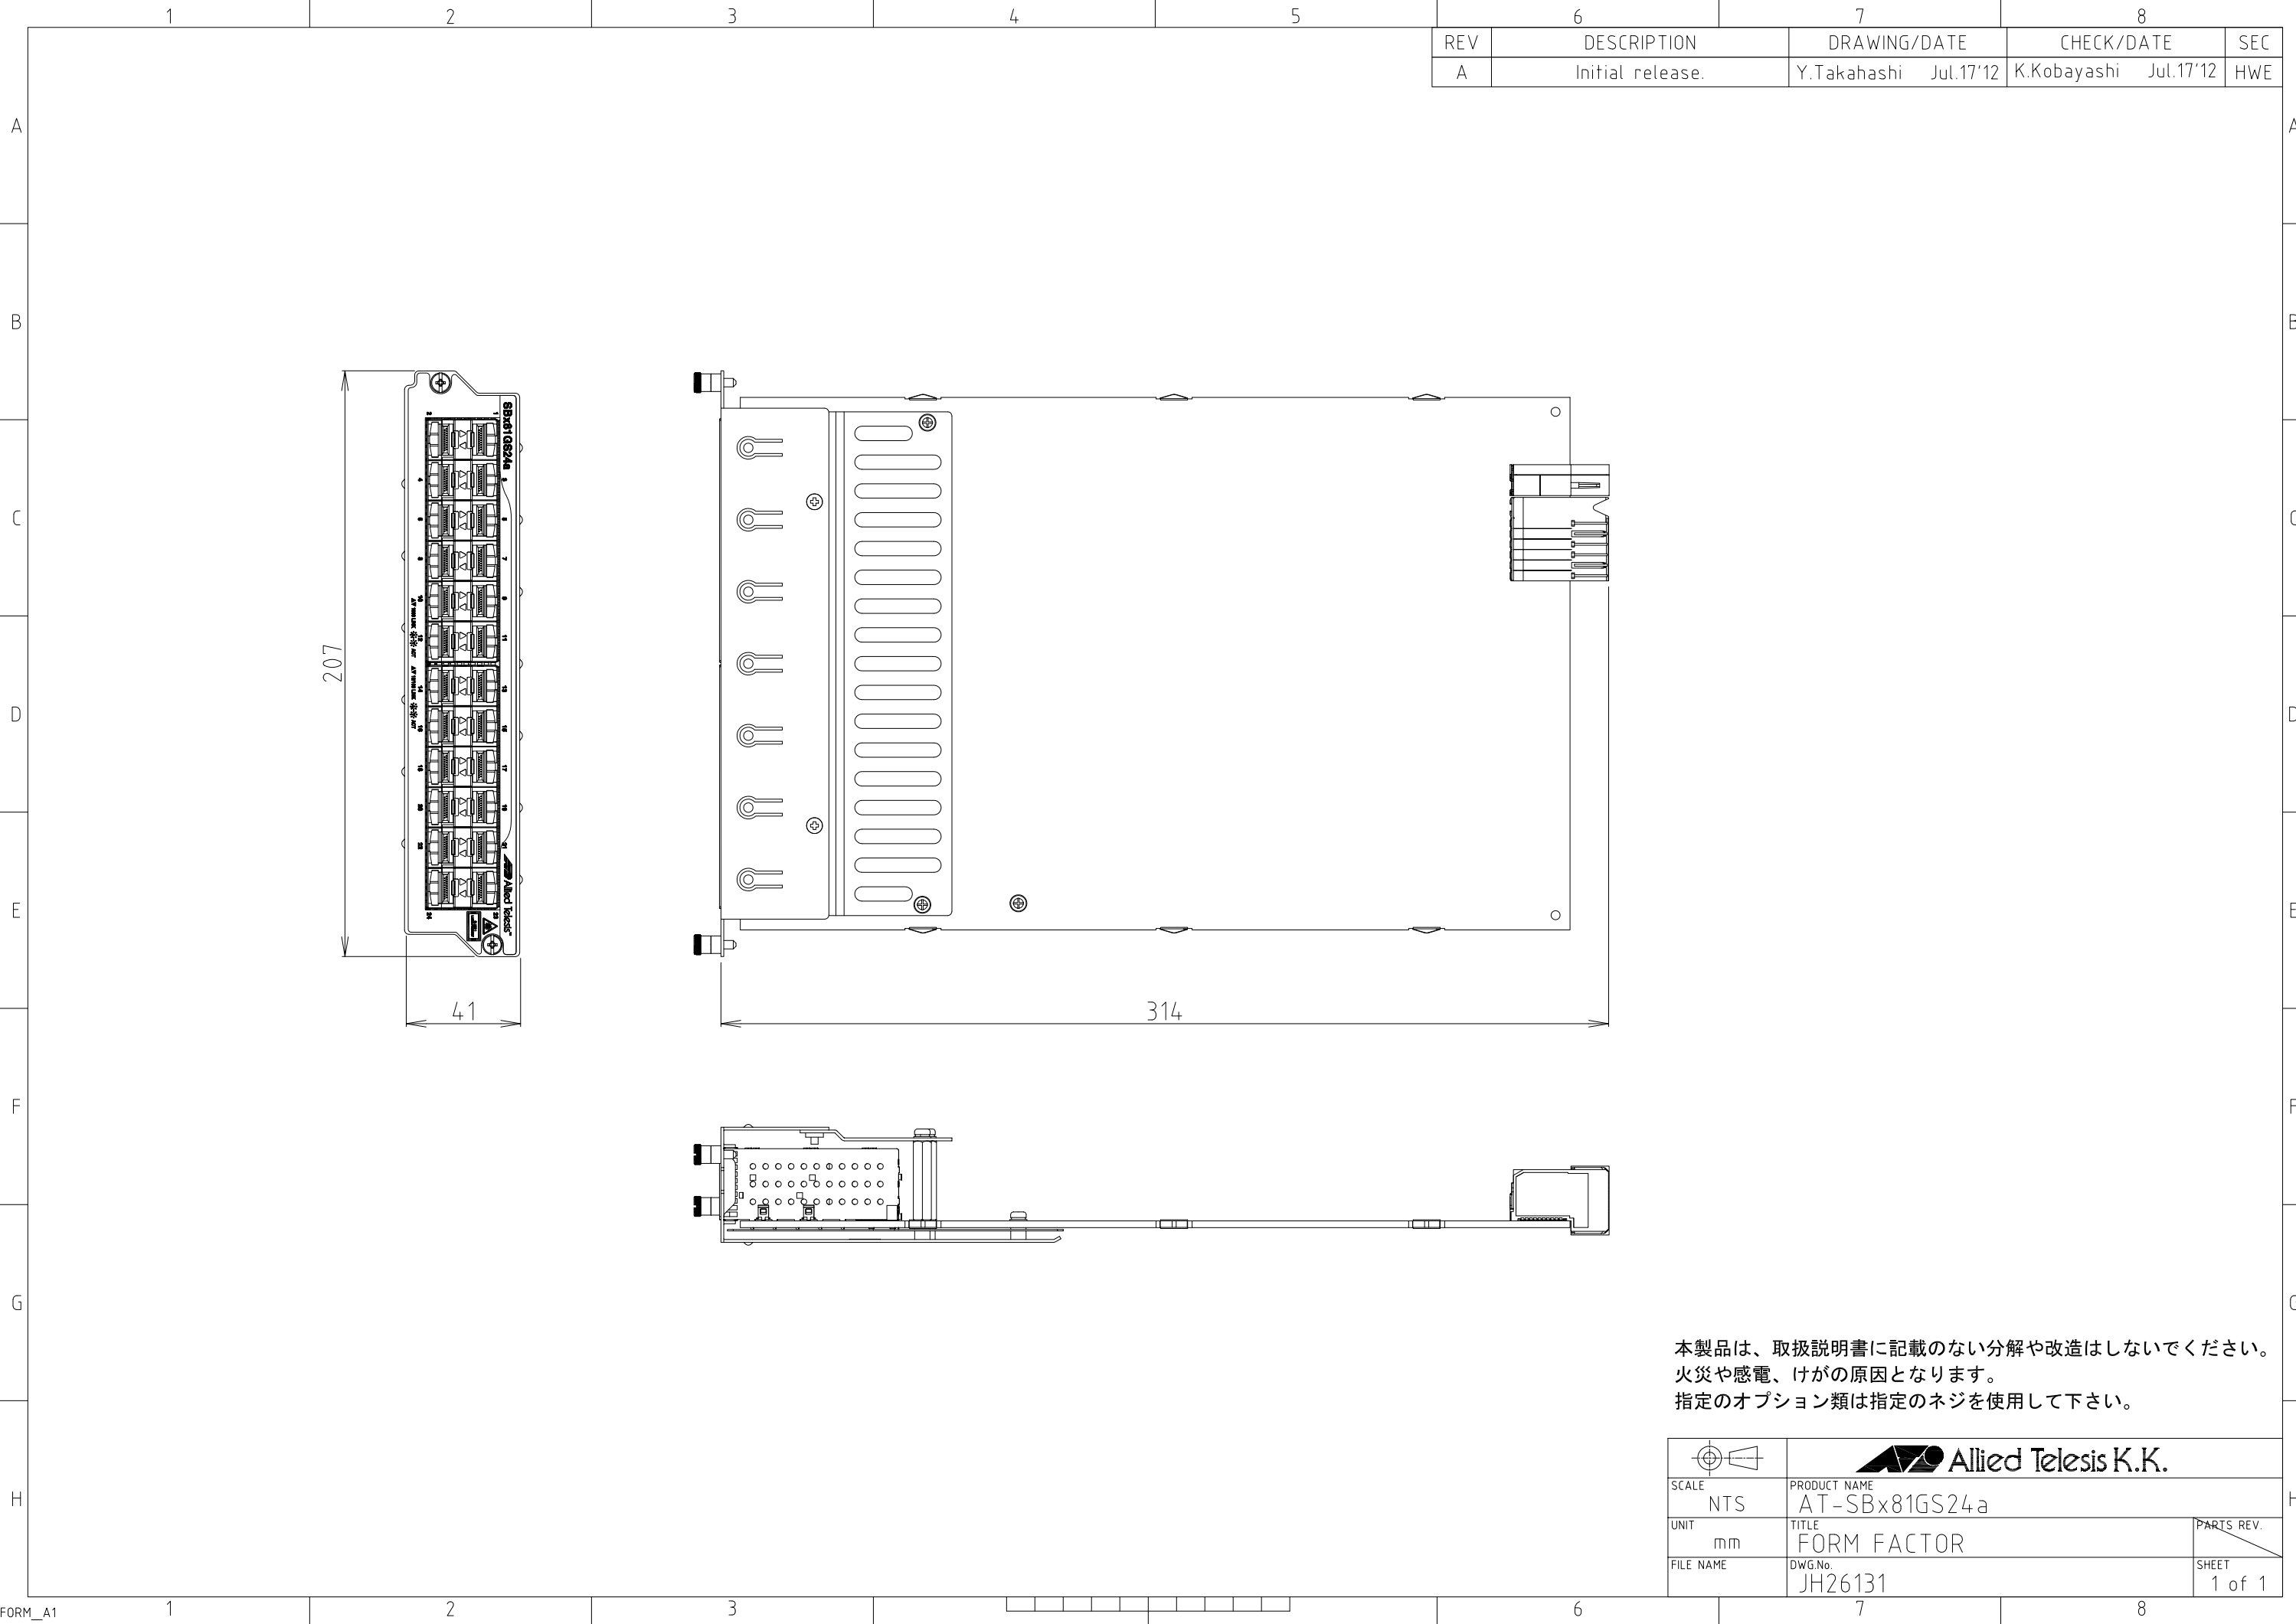 1 2 3 4 5 6 7 8
REV DESCRIPTION DRAWING/DATE CHECK/DATE SEC
A Initial release. Y.Takahashi Jul.17'12 K.Kobayashi Jul.17'12 HWE
A A
B B
C C
D D
E E
F F
G G
H H
SBx81GS24a
Allied Telesis
207
41
314
本製品は、取扱説明書に記載のない分解や改造はしないでください。
火災や感電、けがの原因となります。
指定のオプション類は指定のネジを使用して下さい。
Allied Telesis K.K.
SCALE
NTS
PRODUCT NAME
AT-SBx81GS24a
UNIT
mm
TITLE
FORM FACTOR
PARTS REV.
FILE NAME
DWG.No.
JH26131
SHEET
1 of 1
FORM_A1
1 2 3 6 7 8